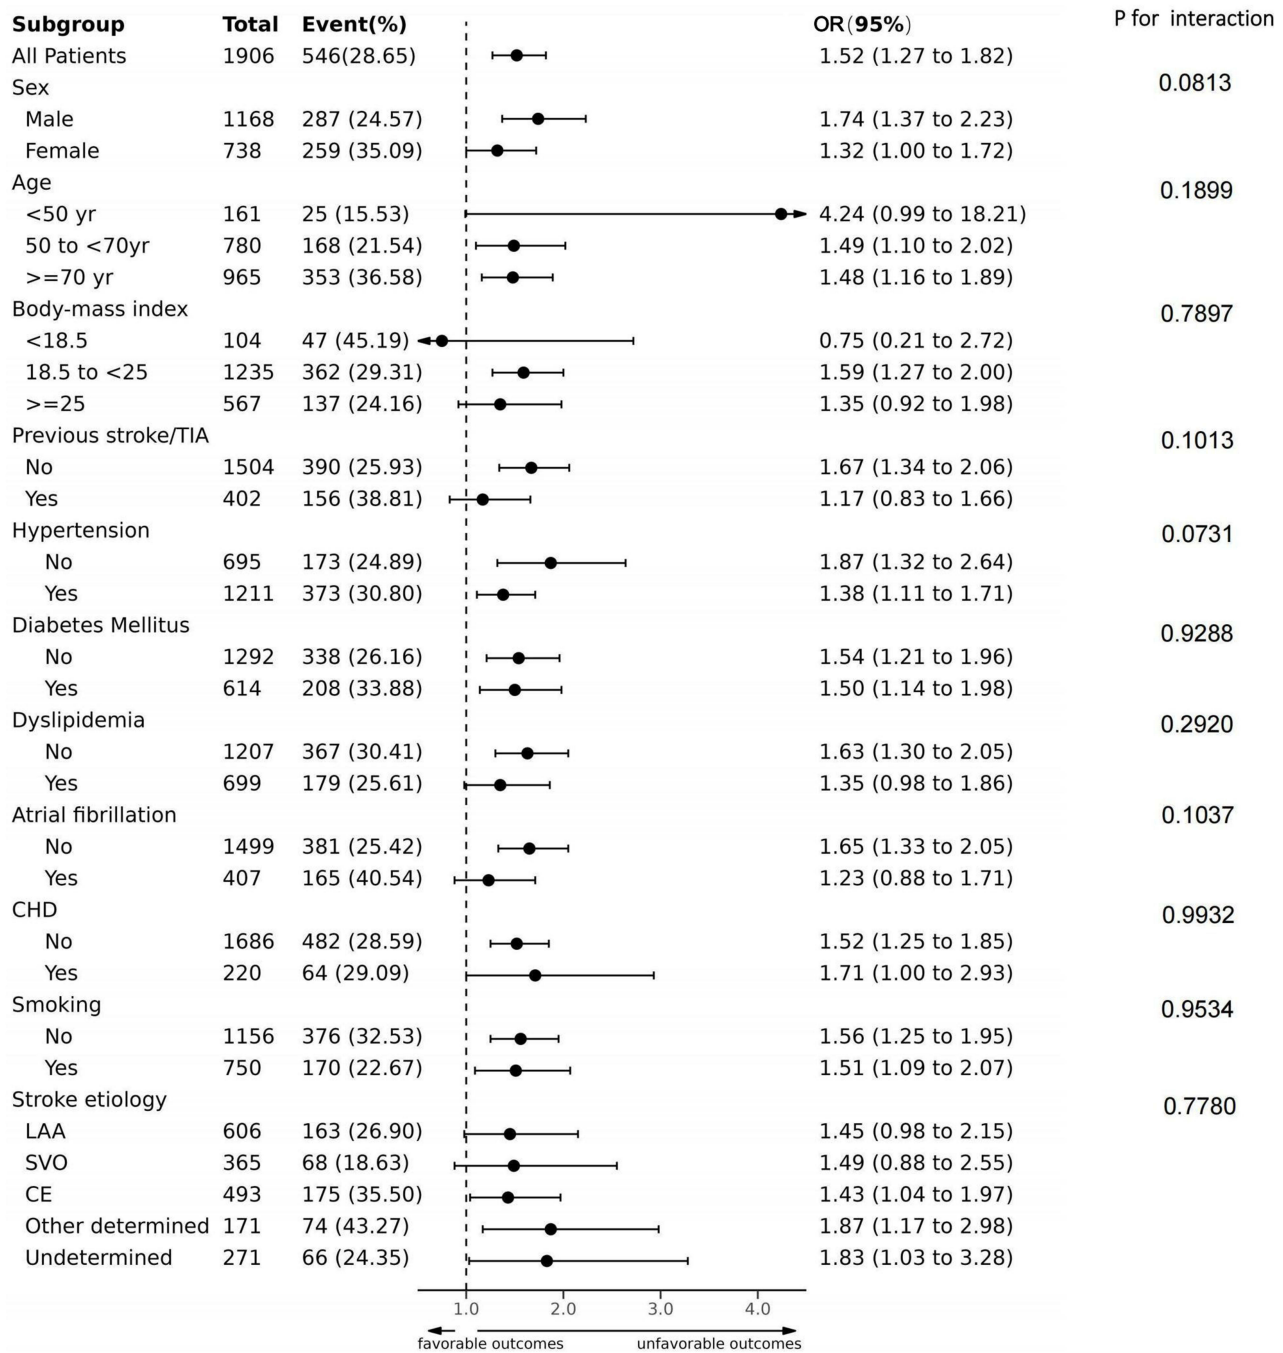 Subgroup Total Event(%) OR(95%) P for interaction
All Patients 1906 546(28.65) 1.52 (1.27 to 1.82)
Sex 0.0813
Male 1168 287 (24.57) 1.74 (1.37 to 2.23)
Female 738 259 (35.09) 1.32 (1.00 to 1.72)
Age 0.1899
<50 yr 161 25 (15.53) 4.24 (0.99 to 18.21)
50 to <70yr 780 168 (21.54) 1.49 (1.10 to 2.02)
>=70 yr 965 353 (36.58) 1.48 (1.16 to 1.89)
Body-mass index 0.7897
<18.5 104 47 (45.19) 0.75 (0.21 to 2.72)
18.5 to <25 1235 362 (29.31) 1.59 (1.27 to 2.00)
>=25 567 137 (24.16) 1.35 (0.92 to 1.98)
Previous stroke/TIA 0.1013
No 1504 390 (25.93) 1.67 (1.34 to 2.06)
Yes 402 156 (38.81) 1.17 (0.83 to 1.66)
Hypertension 0.0731
No 695 173 (24.89) 1.87 (1.32 to 2.64)
Yes 1211 373 (30.80) 1.38 (1.11 to 1.71)
Diabetes Mellitus 0.9288
No 1292 338 (26.16) 1.54 (1.21 to 1.96)
Yes 614 208 (33.88) 1.50 (1.14 to 1.98)
Dyslipidemia 0.2920
No 1207 367 (30.41) 1.63 (1.30 to 2.05)
Yes 699 179 (25.61) 1.35 (0.98 to 1.86)
Atrial fibrillation 0.1037
No 1499 381 (25.42) 1.65 (1.33 to 2.05)
Yes 407 165 (40.54) 1.23 (0.88 to 1.71)
CHD 0.9932
No 1686 482 (28.59) 1.52 (1.25 to 1.85)
Yes 220 64 (29.09) 1.71 (1.00 to 2.93)
Smoking 0.9534
No 1156 376 (32.53) 1.56 (1.25 to 1.95)
Yes 750 170 (22.67) 1.51 (1.09 to 2.07)
Stroke etiology 0.7780
LAA 606 163 (26.90) 1.45 (0.98 to 2.15)
SVO 365 68 (18.63) 1.49 (0.88 to 2.55)
CE 493 175 (35.50) 1.43 (1.04 to 1.97)
Other determined 171 74 (43.27) 1.87 (1.17 to 2.98)
Undetermined 271 66 (24.35) 1.83 (1.03 to 3.28)
1.0 2.0 3.0 4.0
favorable outcomes unfavorable outcomes